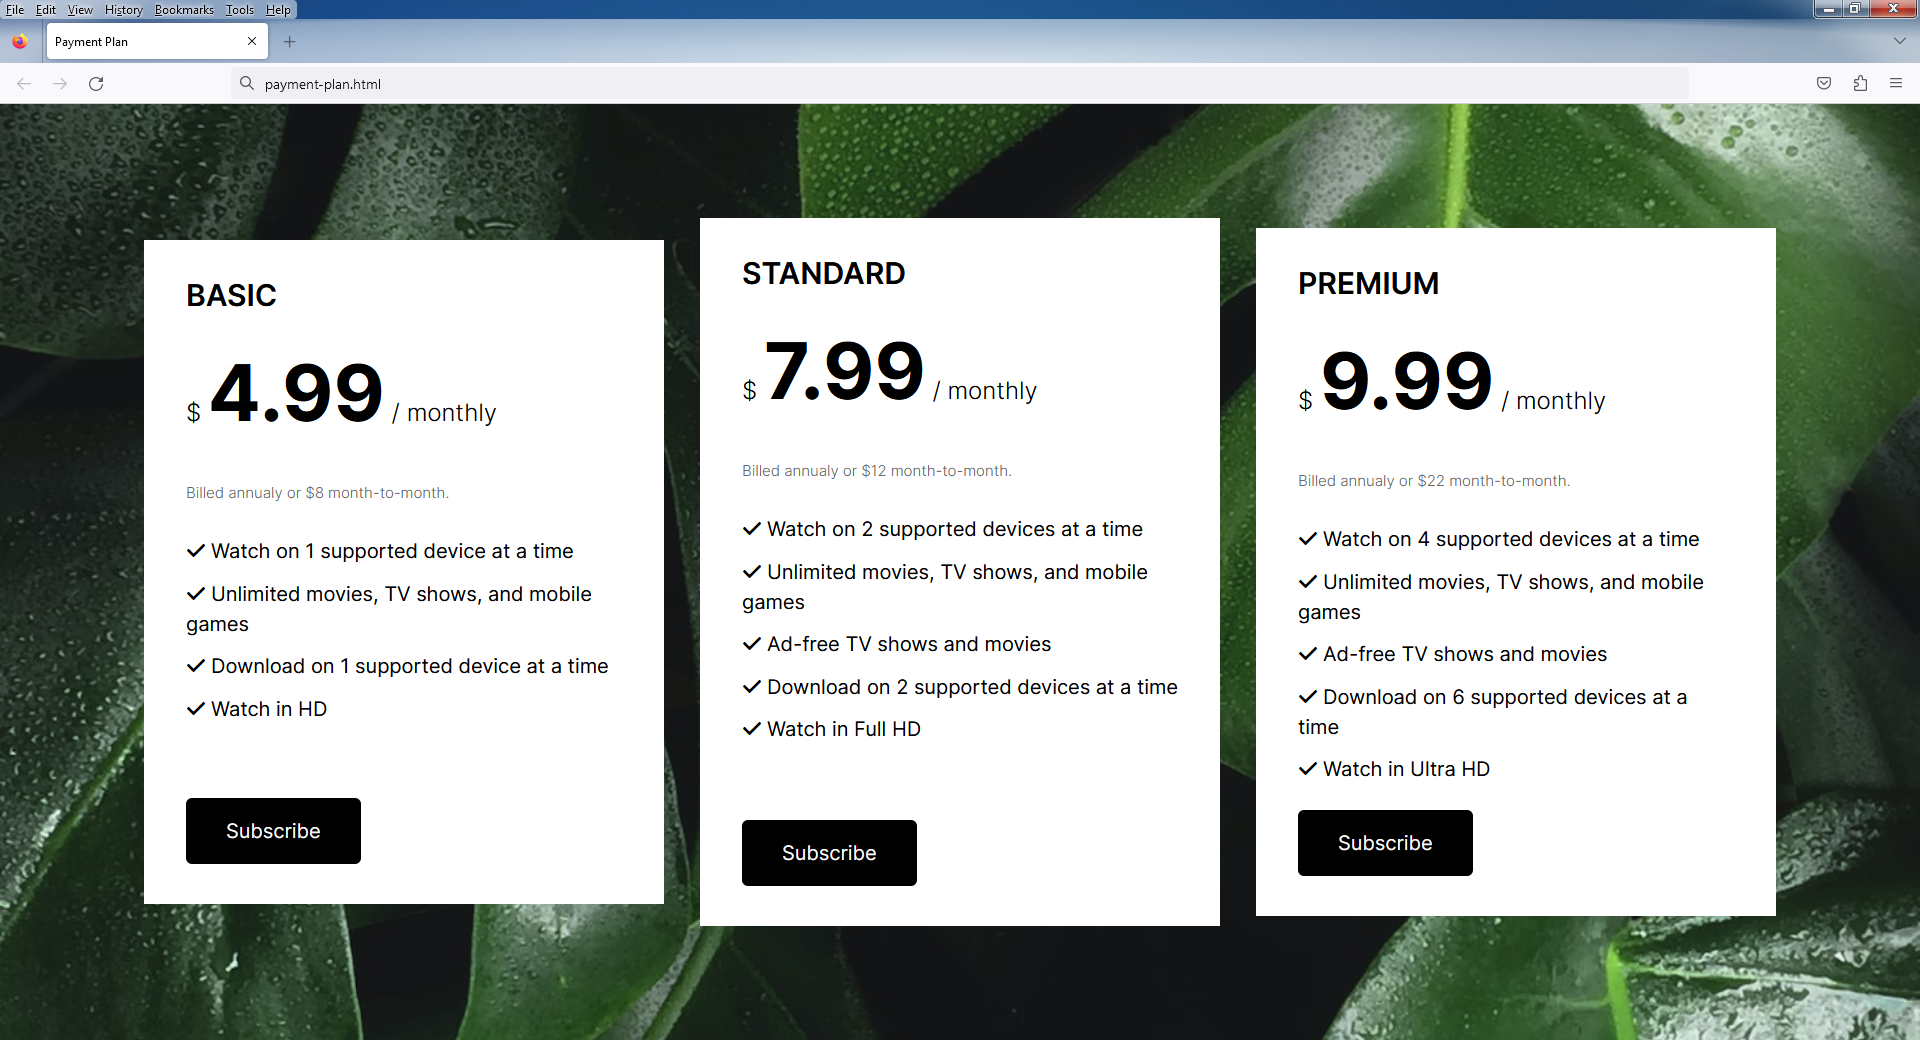 File Edit View History Bookmarks Tools Help
Payment Plan
payment-plan.html
BASIC
$ 4.99 / monthly
Billed annualy or $8 month-to-month.
Watch on 1 supported device at a time
Unlimited movies, TV shows, and mobile
games
Download on 1 supported device at a time
Watch in HD
Subscribe
STANDARD
$ 7.99 / monthly
Billed annualy or $12 month-to-month.
Watch on 2 supported devices at a time
Unlimited movies, TV shows, and mobile
games
Ad-free TV shows and movies
Download on 2 supported devices at a time
Watch in Full HD
Subscribe
PREMIUM
$ 9.99 / monthly
Billed annualy or $22 month-to-month.
Watch on 4 supported devices at a time
Unlimited movies, TV shows, and mobile
games
Ad-free TV shows and movies
Download on 6 supported devices at a
time
Watch in Ultra HD
Subscribe